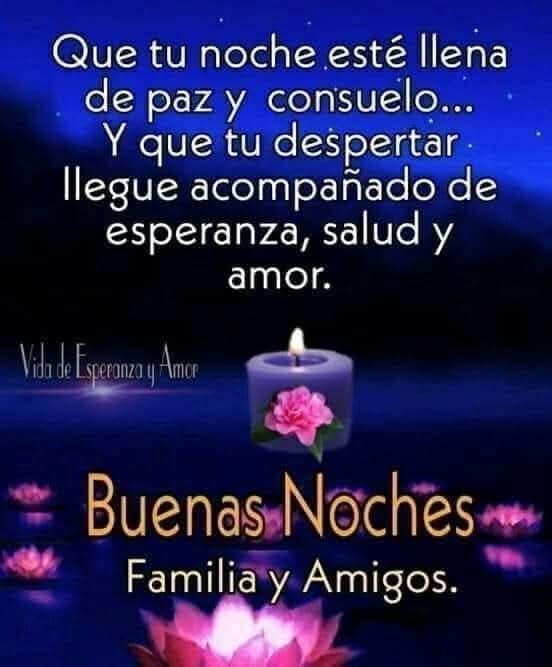 Que tu noche esté llena
de paz y consuelo...
Y que tu despertar
llegue acompañado de
esperanza, salud y
amor.
Vida de Esperanza y Amor
Buenas Noches
Familia y Amigos.